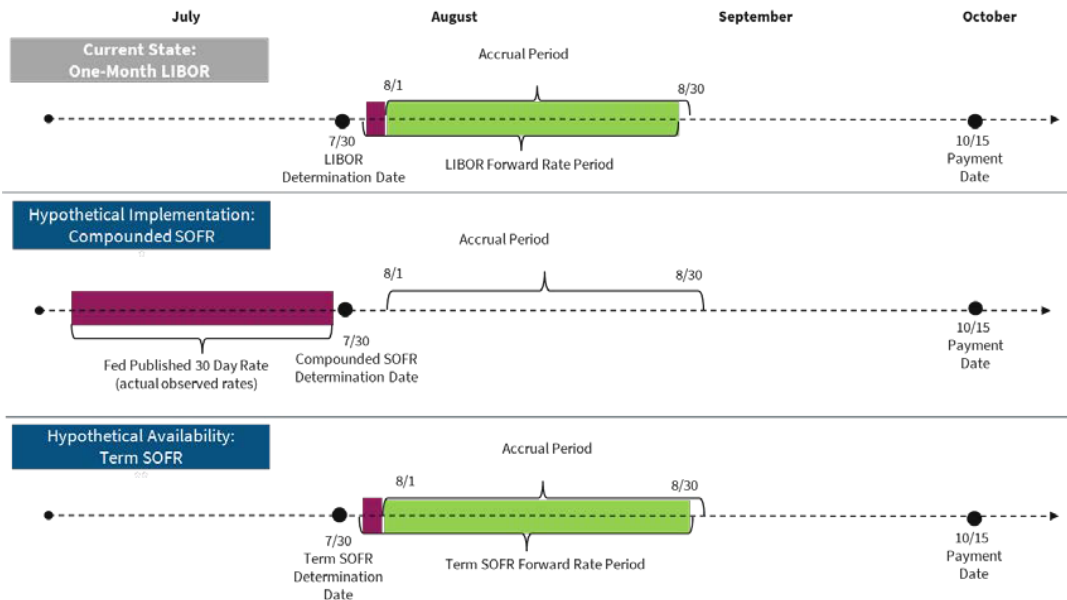 July
August
September
October
Current State:
One-Month LIBOR
Accrual Period
8/1
8/30
7/30
LIBOR
Determination Date
LIBOR Forward Rate Period
10/15
Payment
Date
Hypothetical Implementation:
Compounded SOFR
Accrual Period
8/1
8/30
Fed Published 30 Day Rate
(actual observed rates)
7/30
Compounded SOFR
Determination Date
10/15
Payment
Date
Hypothetical Availability:
Term SOFR
Accrual Period
8/1
8/30
7/30
Term SOFR
Determination
Date
Term SOFR Forward Rate Period
10/15
Payment
Date